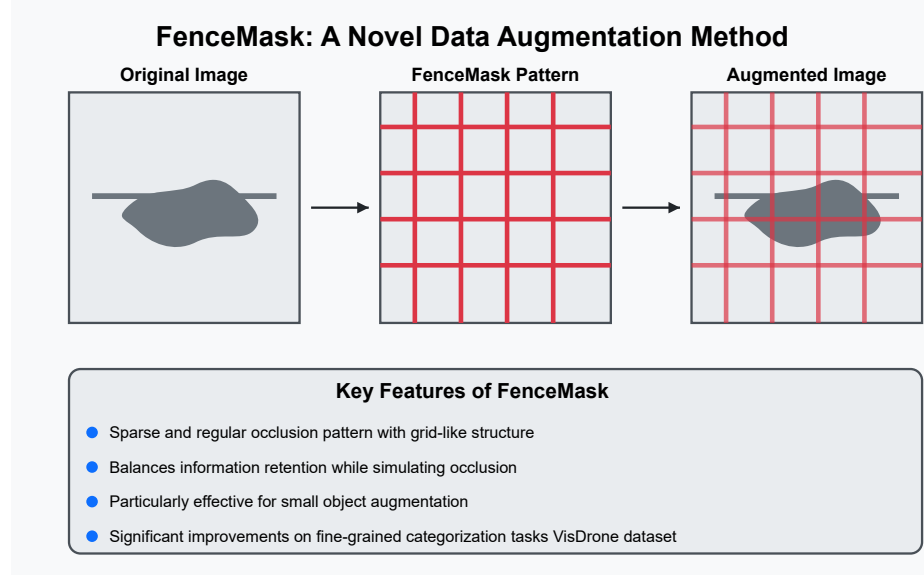 FenceMask: A Novel Data Augmentation Method
Original Image
FenceMask Pattern
Augmented Image
Key Features of FenceMask
Sparse and regular occlusion pattern with grid-like structure
Balances information retention while simulating occlusion
Particularly effective for small object augmentation
Significant improvements on fine-grained categorization tasks VisDrone dataset